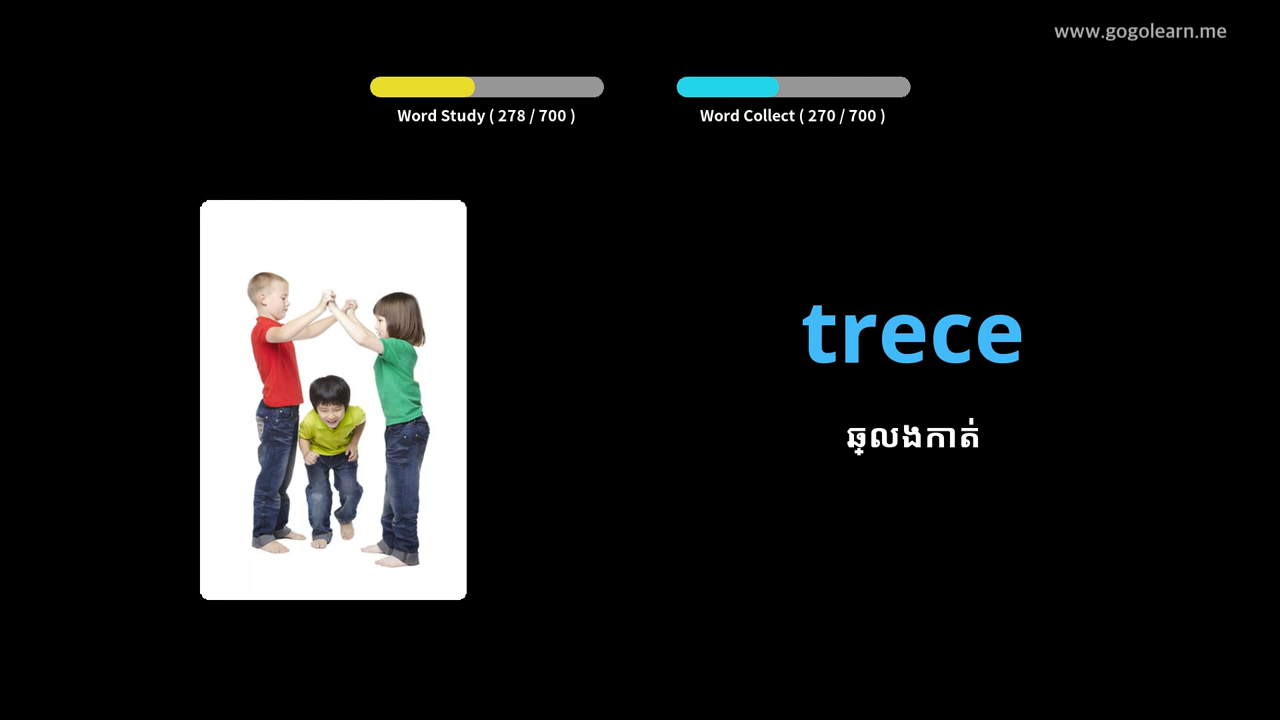 www.gogolearn.me
Word Study ( 278 / 700 )
Word Collect ( 270 / 700 )
trece
ឆ្លងកាត់